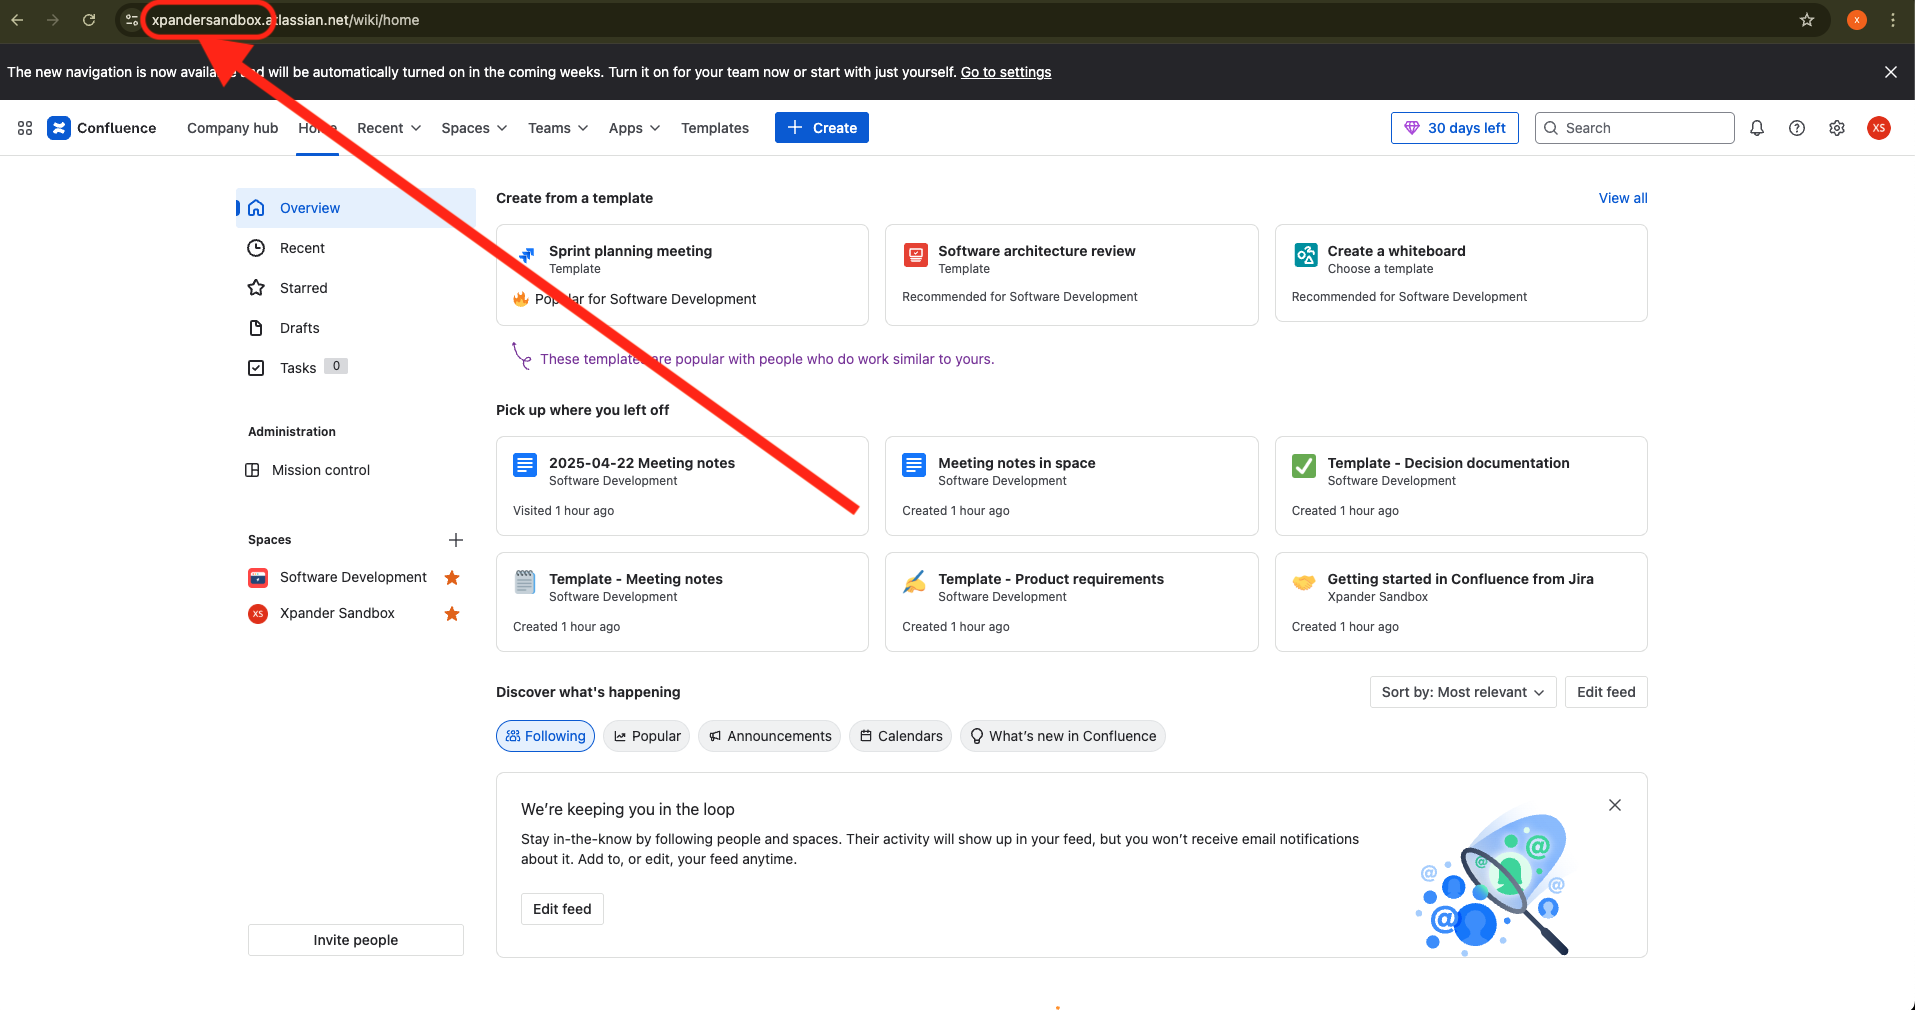 xpandersandbox.atlassian.net/wiki/home
X
The new navigation is now available and will be automatically turned on in the coming weeks. Turn it on for your team now or start with just yourself. Go to settings
Confluence
Company hub
Home
Recent
Spaces
Teams
Apps
Templates
Create
30 days left
Search
XS
Overview
Recent
Starred
Drafts
Tasks 0
Administration
Mission control
Spaces
Software Development
XS Xpander Sandbox
Invite people
Create from a template
View all
Sprint planning meeting
Template
Popular for Software Development
Software architecture review
Template
Recommended for Software Development
Create a whiteboard
Choose a template
Recommended for Software Development
These templates are popular with people who do work similar to yours.
Pick up where you left off
2025-04-22 Meeting notes
Software Development
Visited 1 hour ago
Meeting notes in space
Software Development
Created 1 hour ago
Template - Decision documentation
Software Development
Created 1 hour ago
Template - Meeting notes
Software Development
Created 1 hour ago
Template - Product requirements
Software Development
Created 1 hour ago
Getting started in Confluence from Jira
Xpander Sandbox
Created 1 hour ago
Discover what's happening
Sort by: Most relevant
Edit feed
Following
Popular
Announcements
Calendars
What's new in Confluence
We're keeping you in the loop
Stay in-the-know by following people and spaces. Their activity will show up in your feed, but you won't receive email notifications
about it. Add to, or edit, your feed anytime.
Edit feed